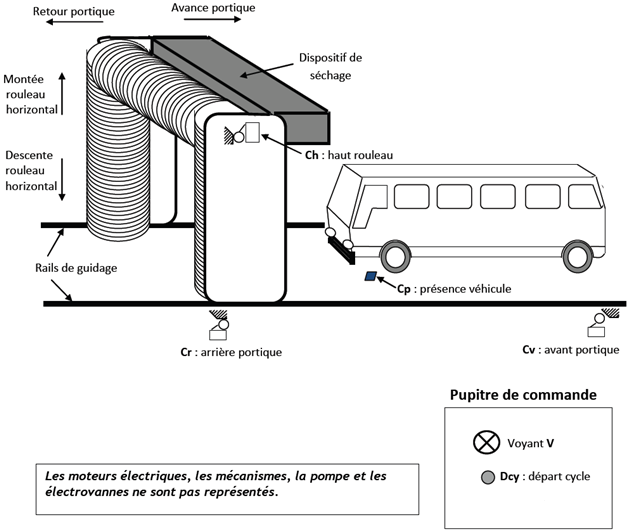 Retour portique
Avance portique
Dispositif de
séchage
Montée
rouleau
horizontal
Ch : haut rouleau
Descente
rouleau
horizontal
Rails de guidage
Cp : présence véhicule
Cr : arrière portique
Cv : avant portique
Pupitre de commande
Voyant V
Dcy : départ cycle
Les moteurs électriques, les mécanismes, la pompe et les
électrovannes ne sont pas représentés.